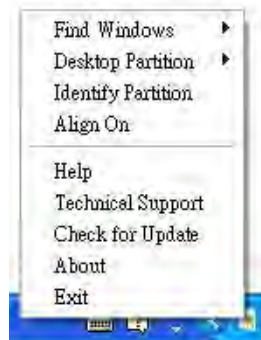 Find Windows
Desktop Partition
Identify Partition
Align On
Help
Technical Support
Check for Update
About
Exit